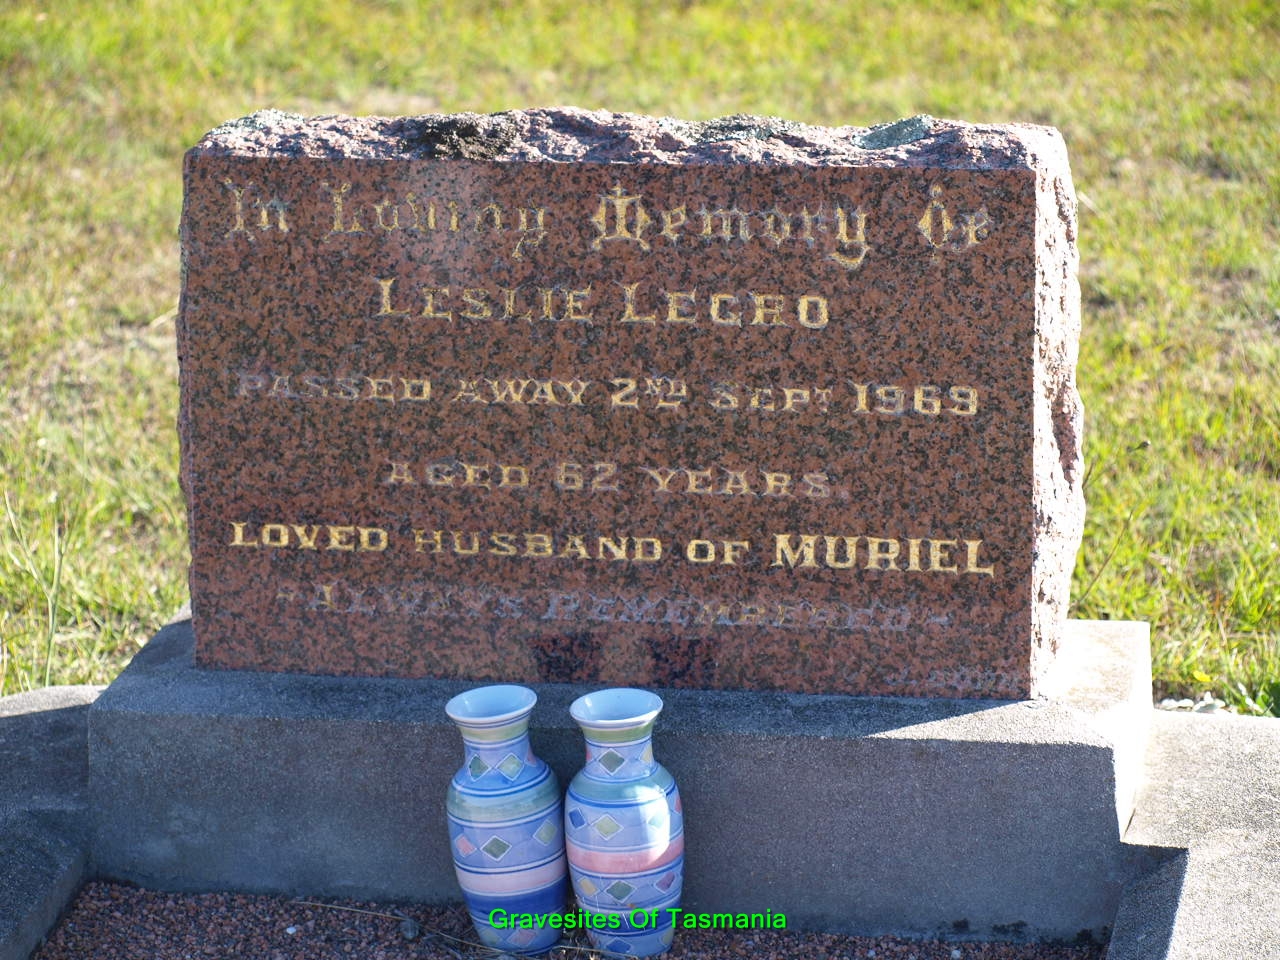 In Loving Memory Of
LESLIE LEGRO
PASSED AWAY 2ND SEPT 1969
AGED 62 YEARS.
LOVED HUSBAND OF MURIEL
-ALWAYS REMEMBERED-
Gravesites Of Tasmania